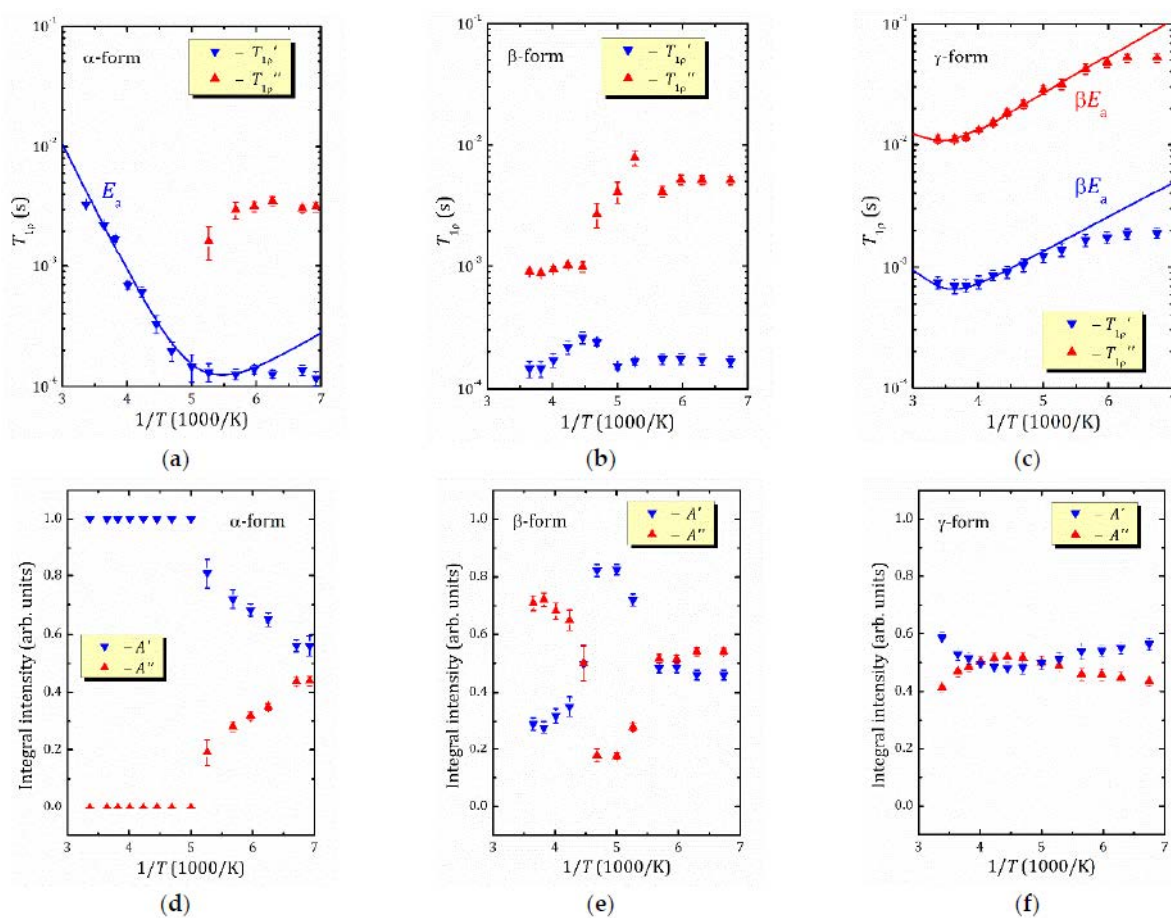 10⁻¹
α-form
– T₁ρ′
– T₁ρ″
10⁻²
Eₐ
T₁ρ (s)
10⁻³
10⁻⁴
3 4 5 6 7
1/T (1000/K)
(a)
10⁻¹
β-form
– T₁ρ′
– T₁ρ″
10⁻²
T₁ρ (s)
10⁻³
10⁻⁴
3 4 5 6 7
1/T (1000/K)
(b)
10⁻¹
γ-form
βEₐ
10⁻²
βEₐ
T₁ρ (s)
10⁻³
– T₁ρ′
– T₁ρ″
10⁻⁴
3 4 5 6
1/T (1000/K)
(c)
1.0
α-form
0.8
Integral intensity (arb. units)
0.6
– A′
– A″
0.4
0.2
0.0
3 4 5 6 7
1/T (1000/K)
(d)
1.0
β-form
– A′
– A″
0.8
Integral intensity (arb. units)
0.6
0.4
0.2
0.0
3 4 5 6 7
1/T (1000/K)
(e)
1.0
γ-form
– A′
– A″
0.8
Integral intensity (arb. units)
0.6
0.4
0.2
0.0
3 4 5 6 7
1/T (1000/K)
(f)